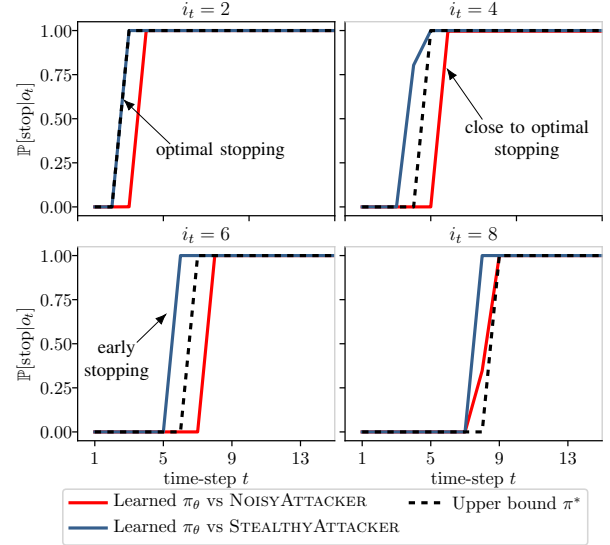 i_t = 2
i_t = 4
1.00
0.75
0.50
0.25
0.00
ℙ[stop|o_t]
optimal stopping
close to optimal
stopping
i_t = 6
i_t = 8
1.00
0.75
0.50
0.25
0.00
ℙ[stop|o_t]
early
stopping
1 5 9 13
1 5 9 13
time-step t
time-step t
Learned π_θ vs NOISYATTACKER
Upper bound π*
Learned π_θ vs STEALTHYATTACKER